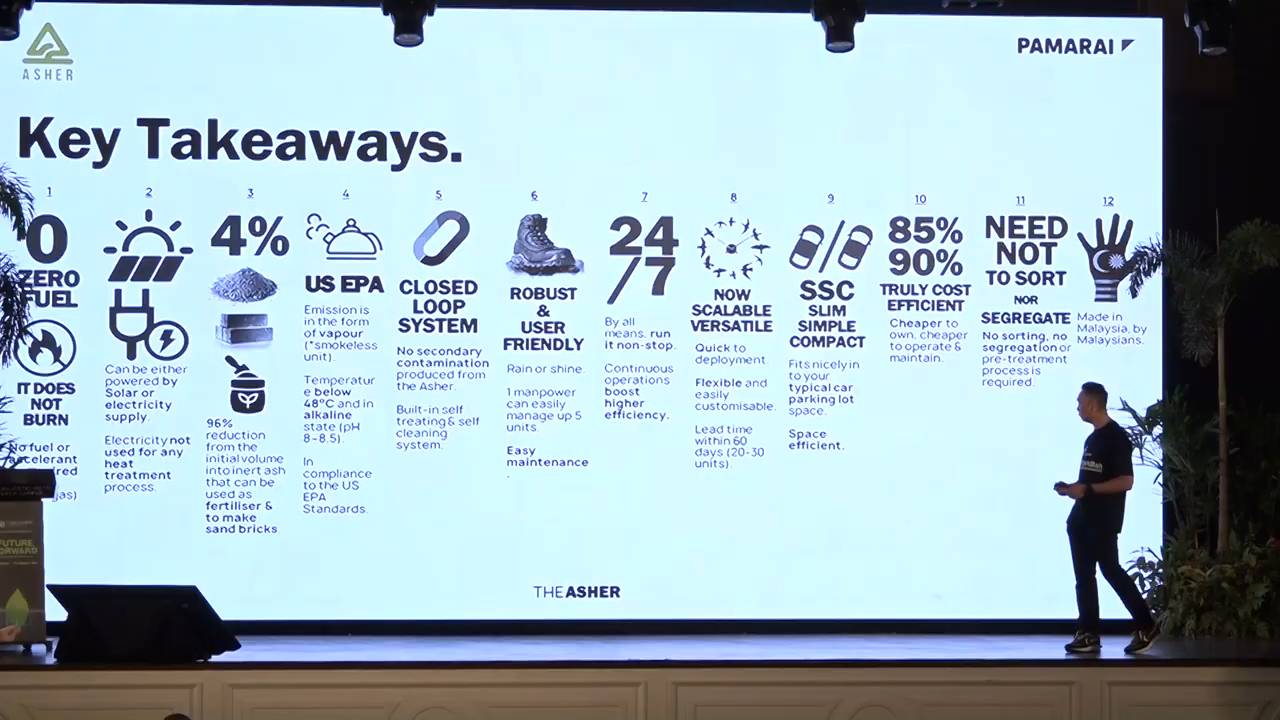 ASHER
PAMARAI
Key Takeaways.
1
0
ZERO
FUEL
IT DOES
NOT
BURN
No fuel or
accelerant
gas)
2
Can be either
powered by
Solar or
electricity
supply.
Electricity not
used for any
heat
treatment
process.
3
4%
96%
reduction
from the
initial volume
into inert ash
that can be
used as
fertiliser &
to make
sand bricks
4
US EPA
Emission is
in the form
of vapour
(*smokeless
unit).
Temperatur
e below
48°C and in
alkaline
state (pH
8-8.5).
In
compliance
to the US
EPA
Standards.
5
CLOSED
LOOP
SYSTEM
No secondary
contamination
produced from
the Asher.
Built-in self
treating & self
cleaning
system.
6
ROBUST
&
USER
FRIENDLY
Rain or shine.
1 manpower
can easily
manage up 5
units.
Easy
maintenance
.
7
24
/7
By all
means, run
it non-stop.
Continuous
operations
boost
higher
efficiency.
8
NOW
SCALABLE
VERSATILE
Quick to
deployment.
Flexible and
easily
customisable.
Lead time
within 60
days (20-30
units).
9
SSC
SLIM
SIMPLE
COMPACT
Fits nicely in
to your
typical car
parking lot
space.
Space
efficient.
10
85%
90%
TRULY COST
EFFICIENT
Cheaper to
own, cheaper
to operate &
maintain.
11
NEED
NOT
TO SORT
NOR
SEGREGATE
No sorting, no
segregation or
pre-treatment
process is
required.
12
Made in
Malaysia, by
Malaysians.
THE ASHER
FUTURE
FORWARD